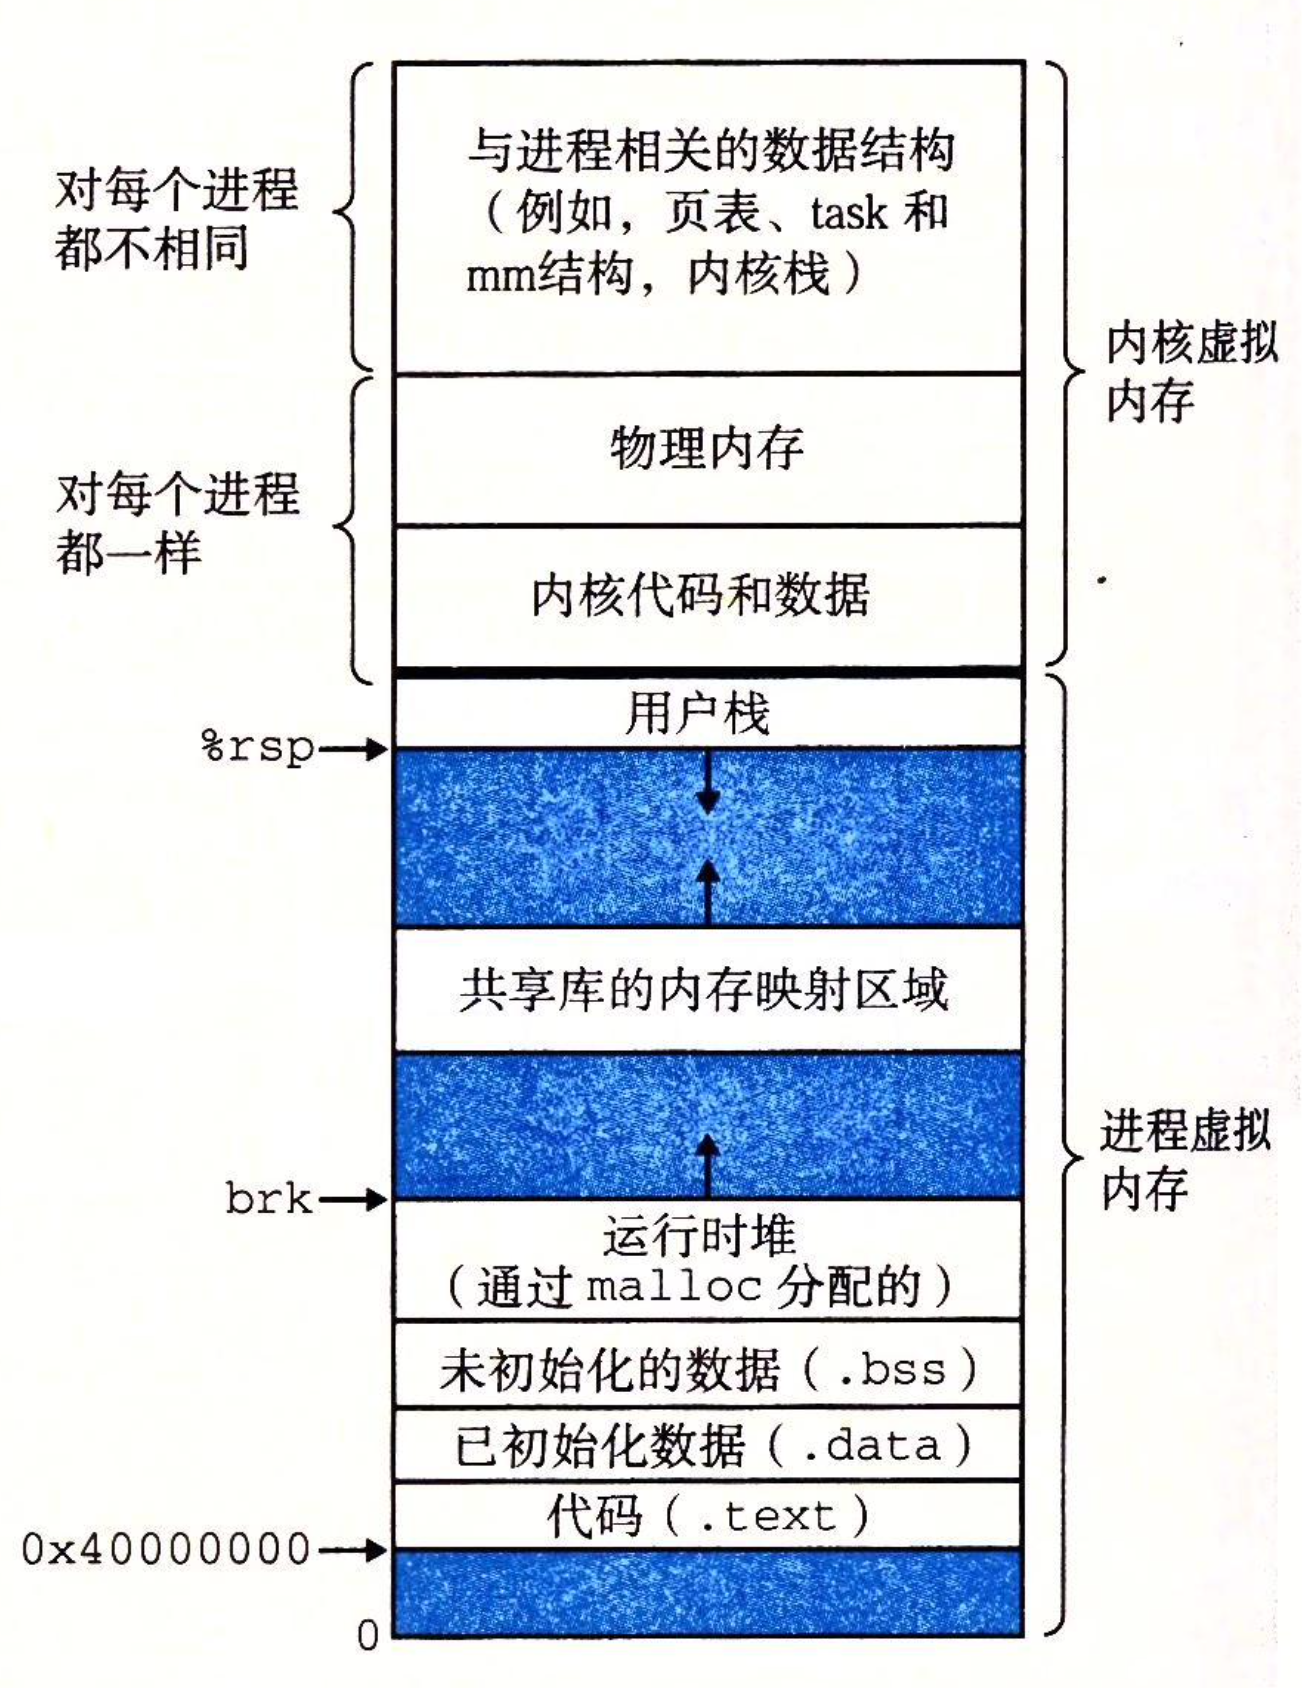 与进程相关的数据结构
（例如，页表、task 和
mm结构，内核栈）
对每个进程
都不相同
内核虚拟
内存
物理内存
对每个进程
都一样
内核代码和数据
用户栈
%rsp
共享库的内存映射区域
进程虚拟
内存
brk
运行时堆
（通过 malloc 分配的）
未初始化的数据（.bss）
已初始化数据（.data）
代码（.text）
0x40000000
0